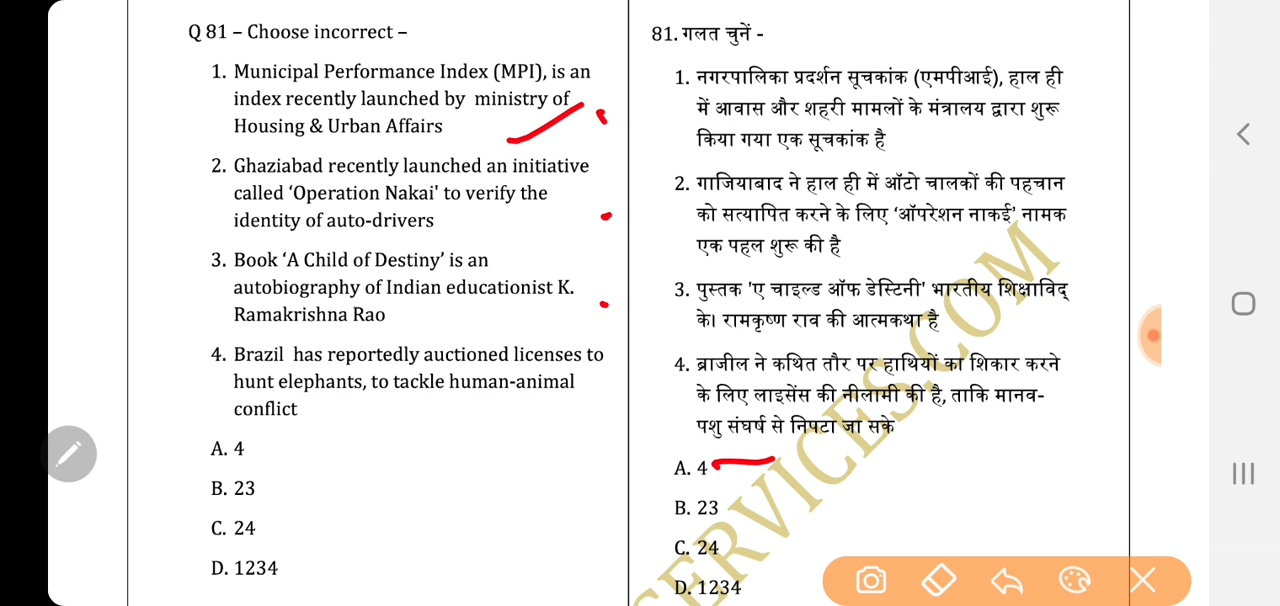 Q 81 – Choose incorrect –
1. Municipal Performance Index (MPI), is an
index recently launched by ministry of
Housing & Urban Affairs
2. Ghaziabad recently launched an initiative
called ‘Operation Nakai' to verify the
identity of auto-drivers
3. Book ‘A Child of Destiny’ is an
autobiography of Indian educationist K.
Ramakrishna Rao
4. Brazil has reportedly auctioned licenses to
hunt elephants, to tackle human-animal
conflict
A. 4
B. 23
C. 24
D. 1234
81. गलत चुनें -
1. नगरपालिका प्रदर्शन सूचकांक (एमपीआई), हाल ही
में आवास और शहरी मामलों के मंत्रालय द्वारा शुरू
किया गया एक सूचकांक है
2. गाजियाबाद ने हाल ही में ऑटो चालकों की पहचान
को सत्यापित करने के लिए ‘ऑपरेशन नाकई’ नामक
एक पहल शुरू की है
3. पुस्तक 'ए चाइल्ड ऑफ डेस्टिनी' भारतीय शिक्षाविद्
के। रामकृष्ण राव की आत्मकथा है
4. ब्राजील ने कथित तौर पर हाथियों का शिकार करने
के लिए लाइसेंस की नीलामी की है, ताकि मानव-
पशु संघर्ष से निपटा जा सके
A. 4
B. 23
C. 24
D. 1234
SERVICES.COM